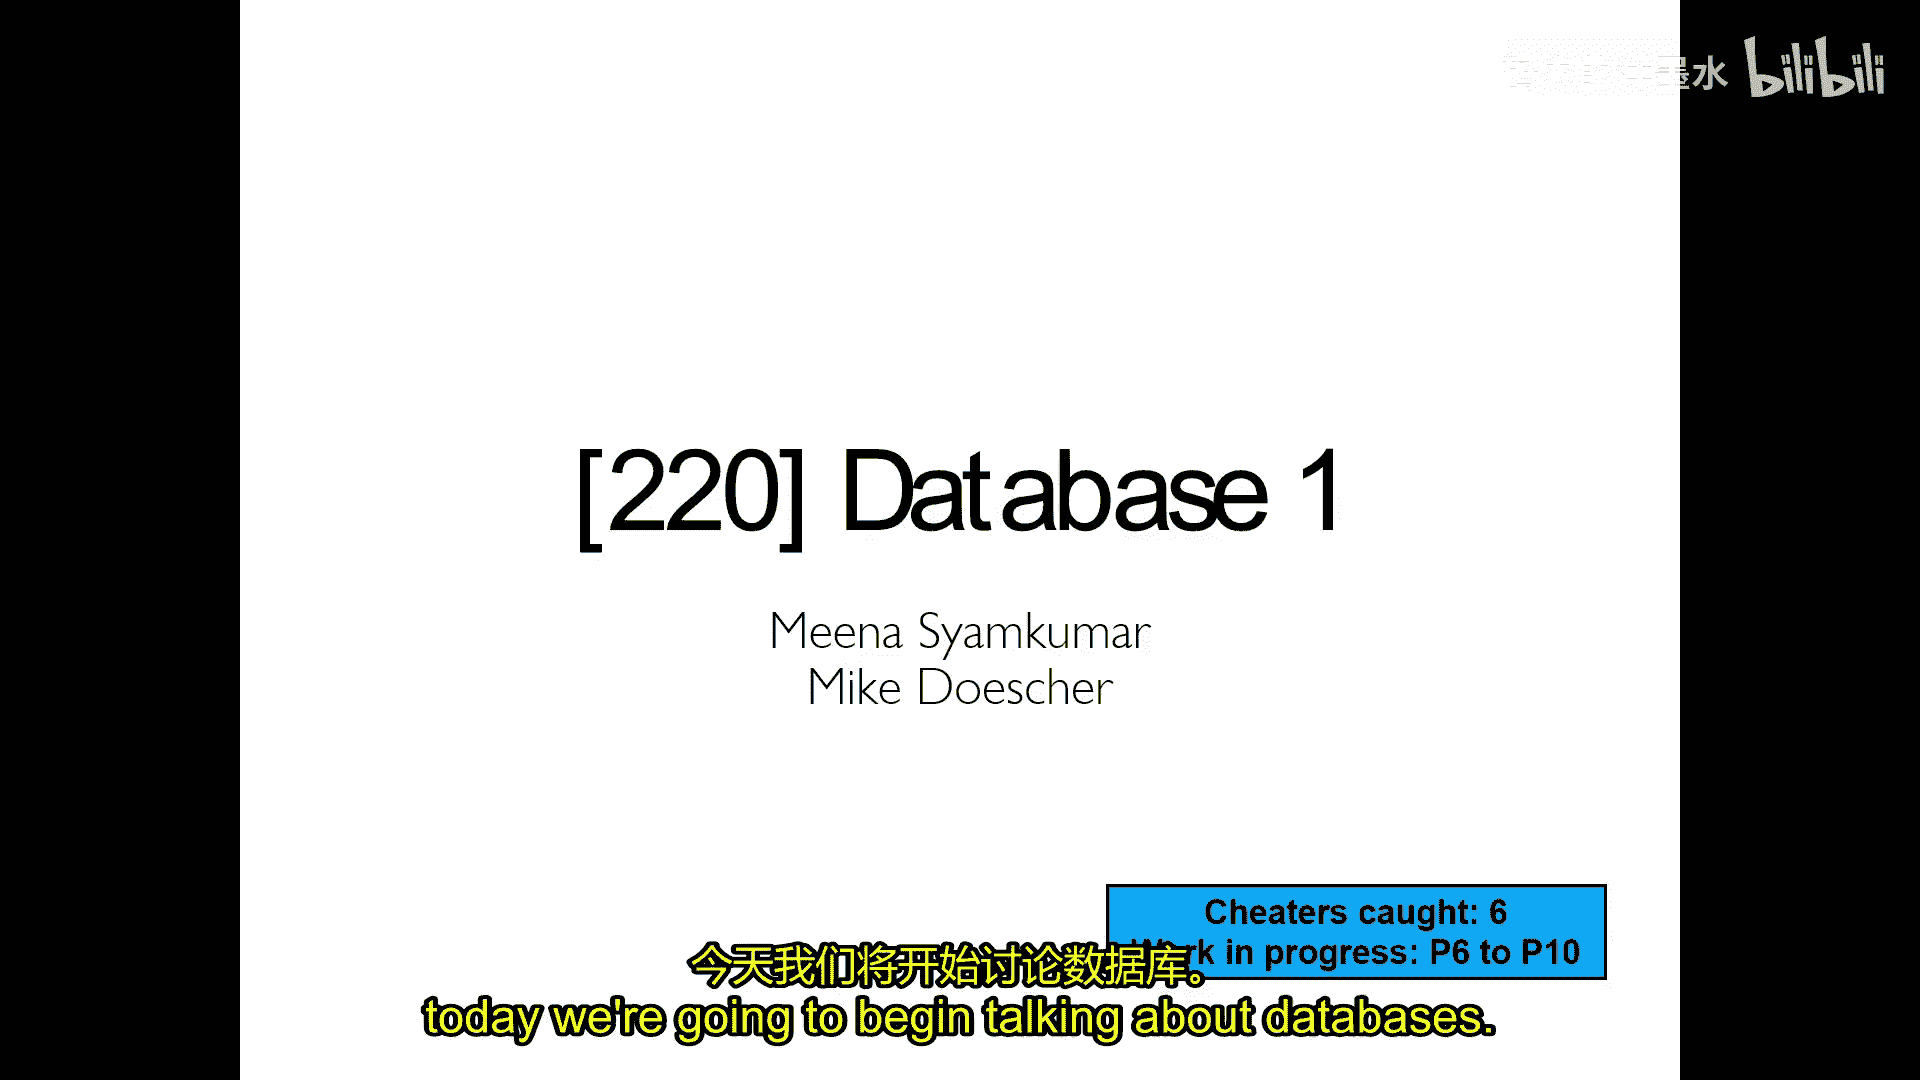 水 bilibili
[220] Database 1
Meena Syamkumar
Mike Doescher
Cheaters caught: 6
in progress: P6 to P10
今天我们将开始讨论数据库。
today we're going to begin talking about databases.